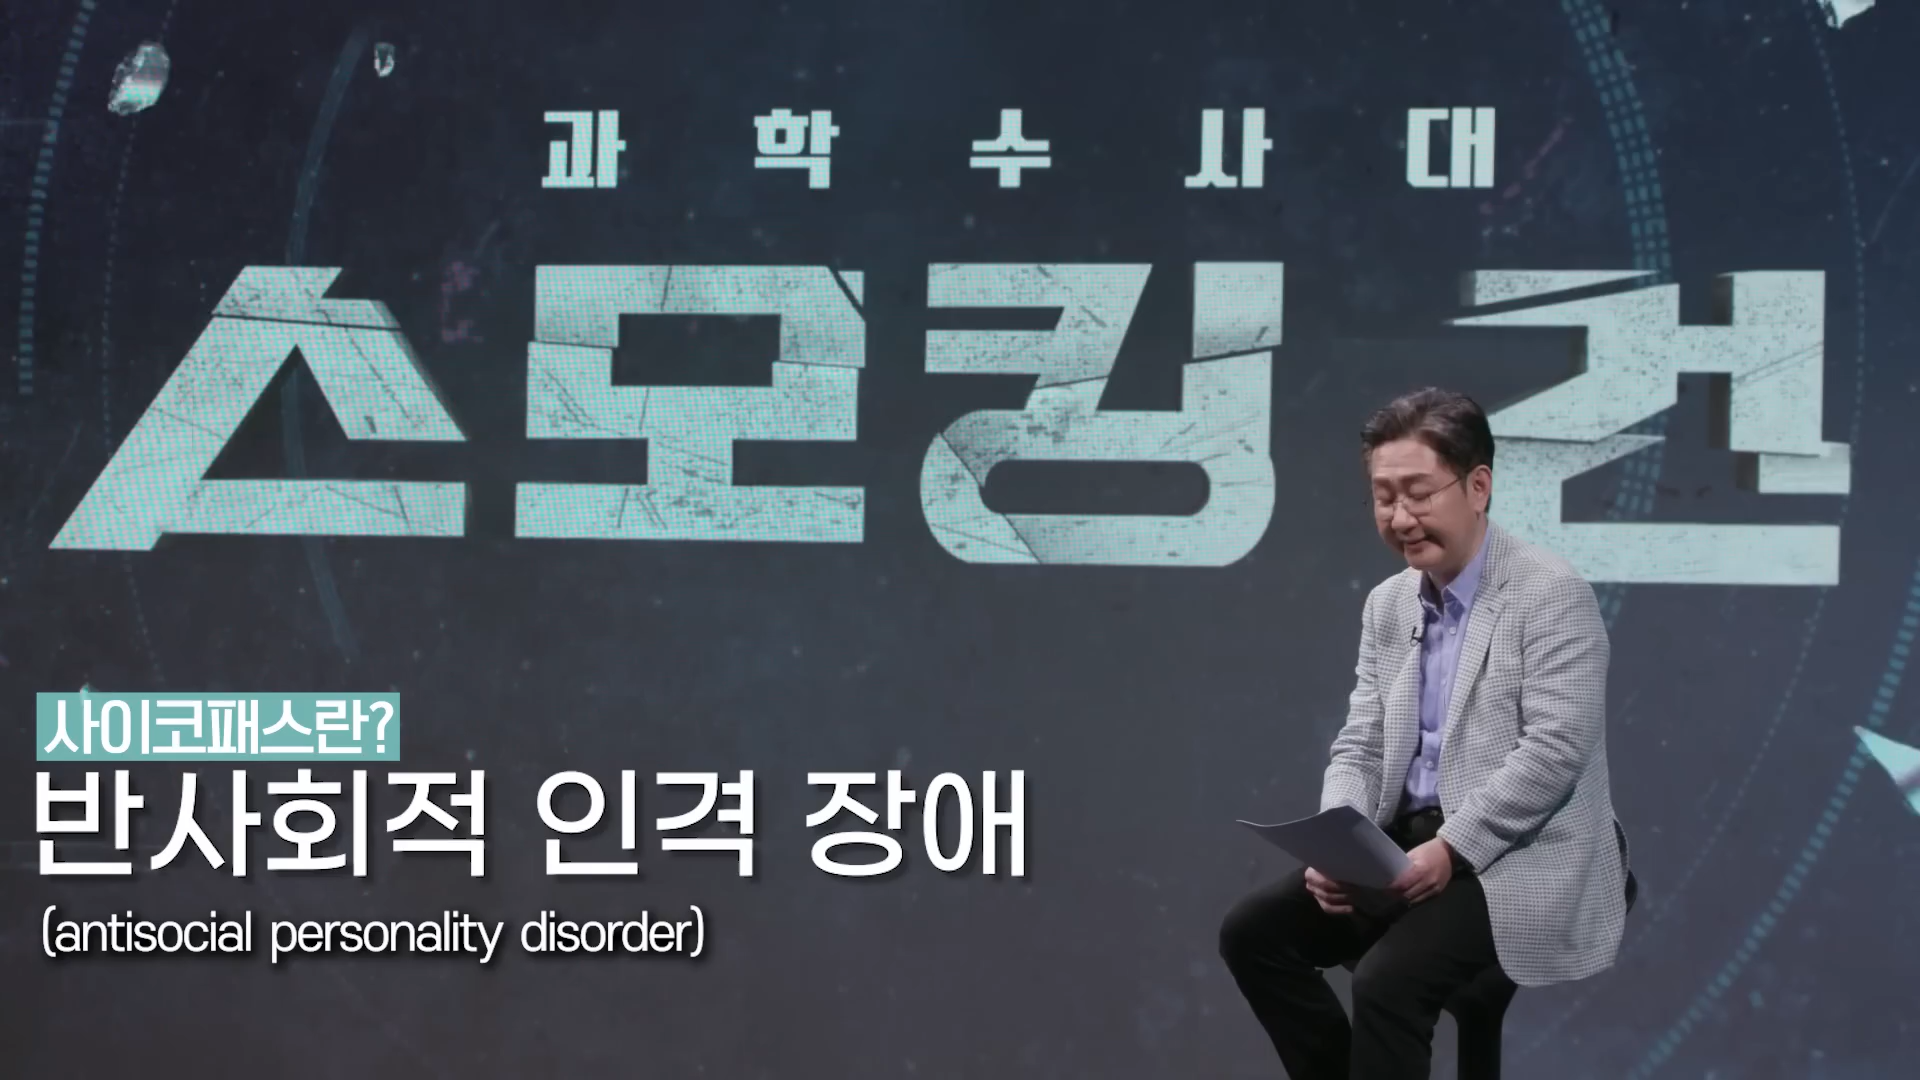 과학수사대
스모킹 건
사이코패스란?
반사회적 인격 장애
(antisocial personality disorder)